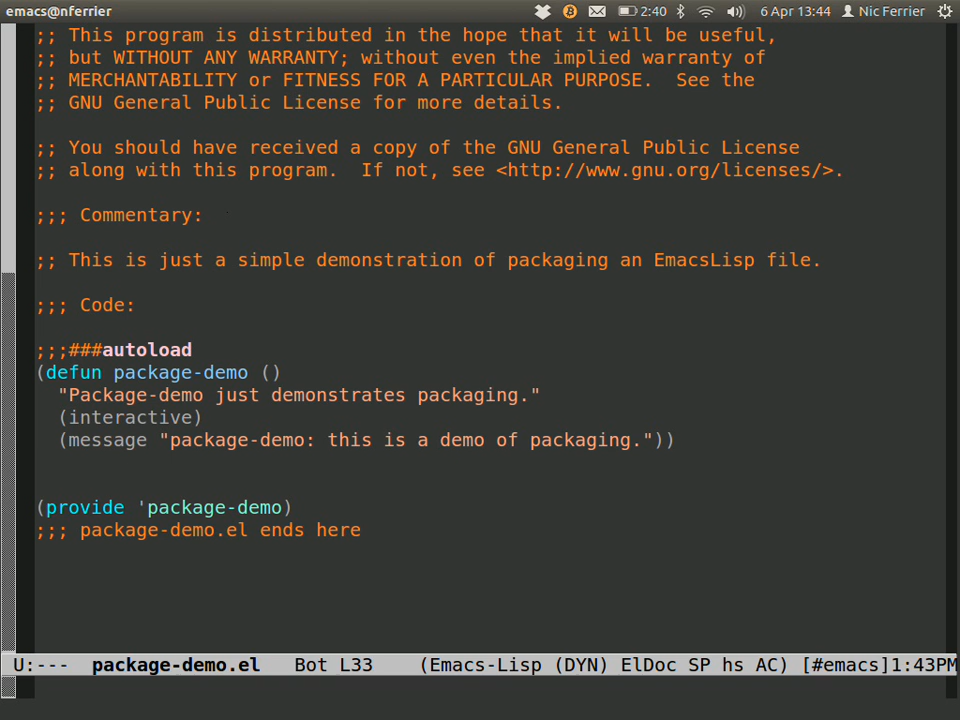 emacs@nferrier 2:40 6 Apr 13:44 Nic Ferrier
;; This program is distributed in the hope that it will be useful,
;; but WITHOUT ANY WARRANTY; without even the implied warranty of
;; MERCHANTABILITY or FITNESS FOR A PARTICULAR PURPOSE.  See the
;; GNU General Public License for more details.
;; You should have received a copy of the GNU General Public License
;; along with this program.  If not, see <http://www.gnu.org/licenses/>.
;;; Commentary:
;; This is just a simple demonstration of packaging an EmacsLisp file.
;;; Code:
;;;###autoload
(defun package-demo ()
  "Package-demo just demonstrates packaging."
  (interactive)
  (message "package-demo: this is a demo of packaging."))
(provide 'package-demo)
;;; package-demo.el ends here
U:---  package-demo.el   Bot L33    (Emacs-Lisp (DYN) ElDoc SP hs AC) [#emacs]1:43PM